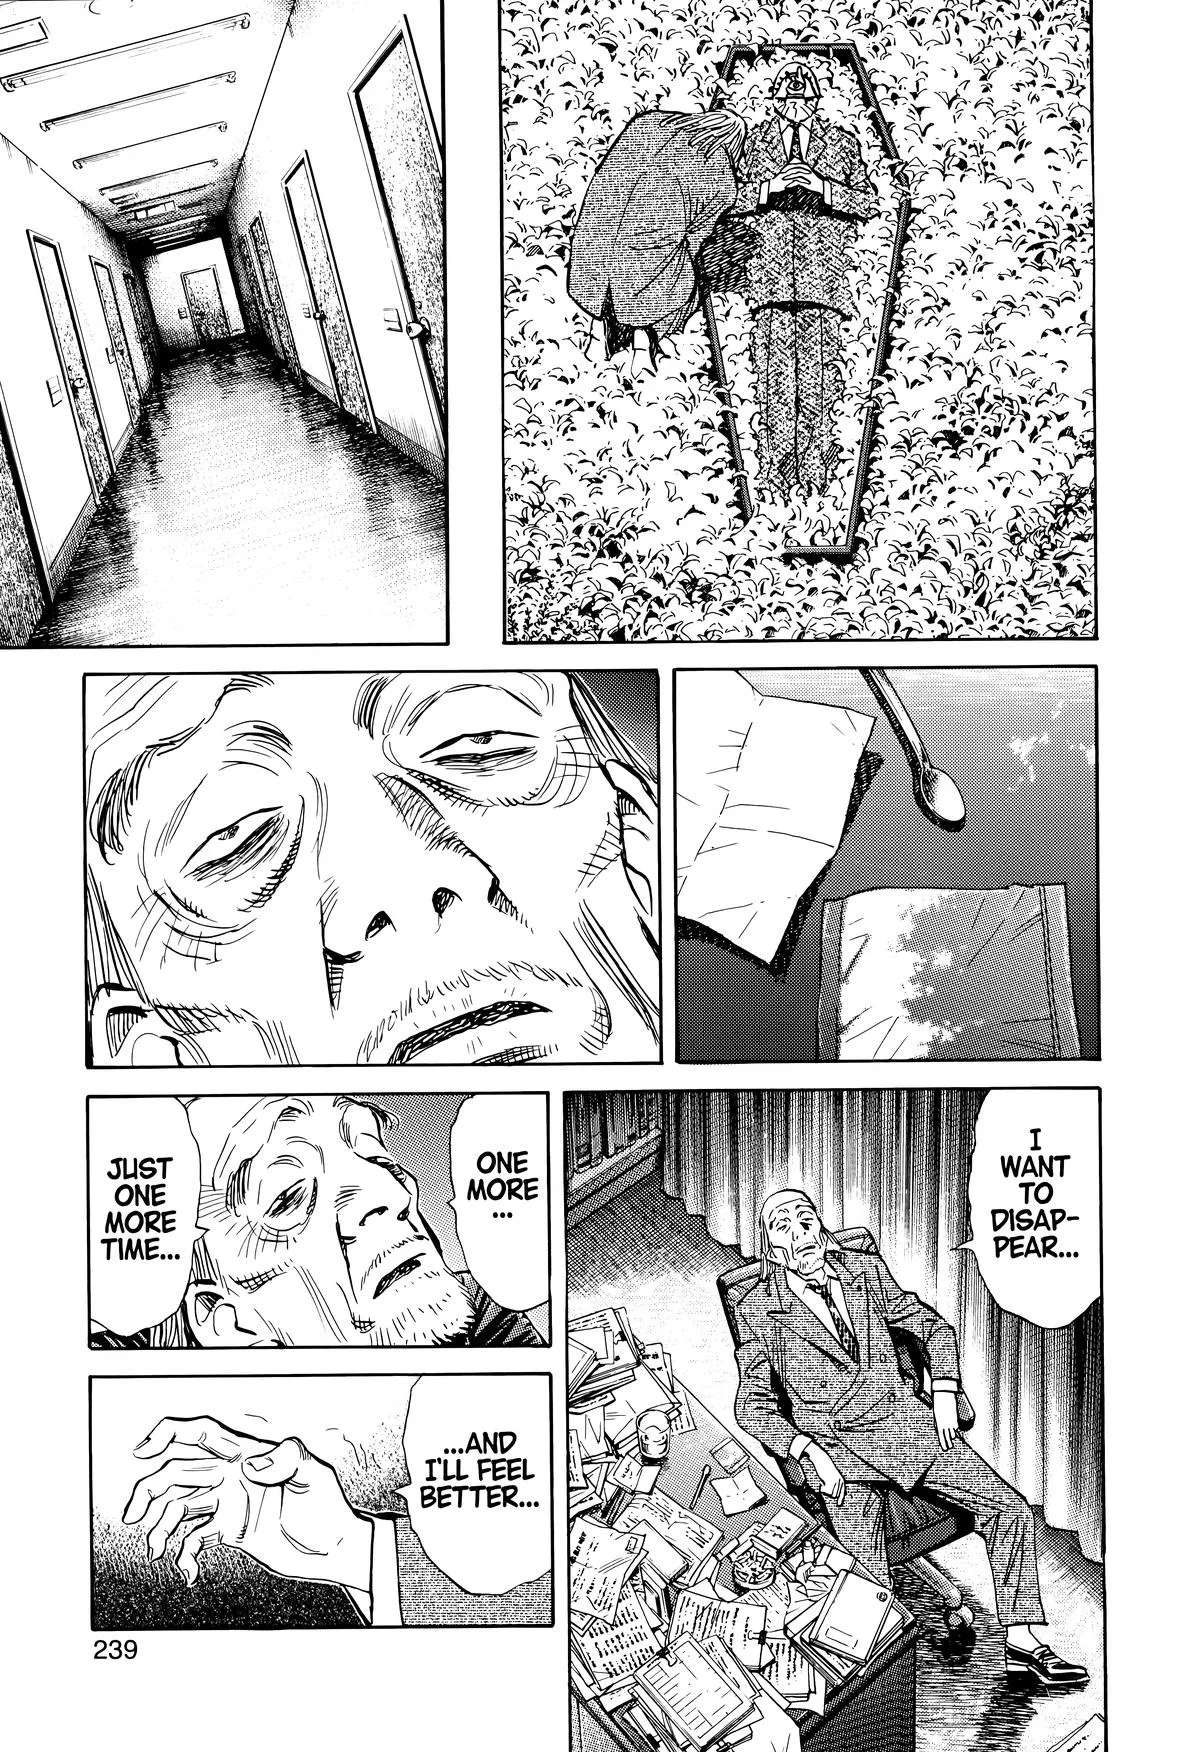 I
WANT
TO
DISAP-
PEAR...
ONE
MORE
...
JUST
ONE
MORE
TIME...
...AND
I'LL FEEL
BETTER...
239